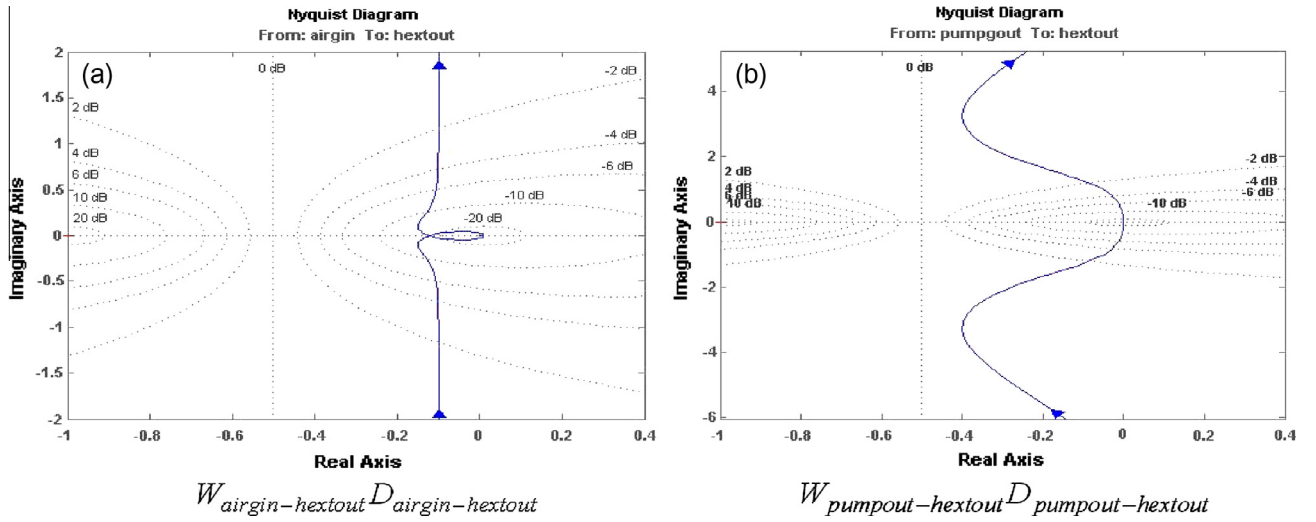 Nyquist Diagram
From: airgin To: hextout
(a)
0 dB
-2 dB
2 dB
-4 dB
4 dB
-6 dB
6 dB
-10 dB
10 dB
-20 dB
20 dB
2
1.5
1
0.5
0
-0.5
-1
-1.5
-2
Imaginary Axis
-1
-0.8
-0.6
-0.4
-0.2
0
0.2
0.4
Real Axis
W airgin-hextout D airgin-hextout
Nyquist Diagram
From: pumpgout To: hextout
(b)
0 dB
2 dB
-2 dB
4 dB
-4 dB
6 dB
-6 dB
10 dB
-10 dB
4
2
0
-2
-4
-6
Imaginary Axis
-1
-0.8
-0.6
-0.4
-0.2
0
0.2
0.4
Real Axis
W pumpout-hextout D pumpout-hextout